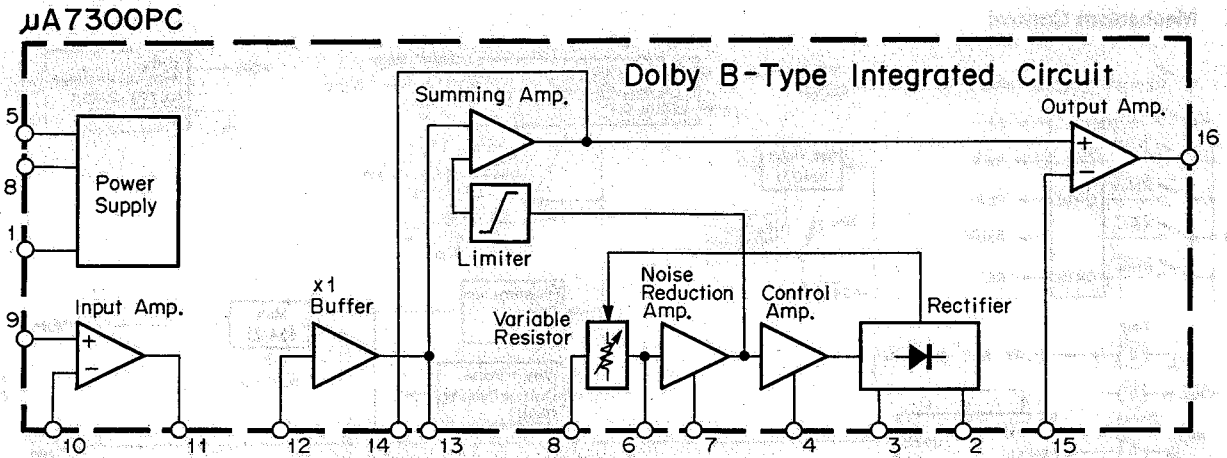 μA7300PC
Dolby B-Type Integrated Circuit
Summing Amp.
Output Amp.
5
16
+
−
8
Power
Supply
1
Limiter
Input Amp.
x1
Buffer
Noise
Reduction
Amp.
Control
Amp.
Rectifier
Variable
Resistor
9
+
−
10
11
12
14
13
8
6
7
4
3
2
15